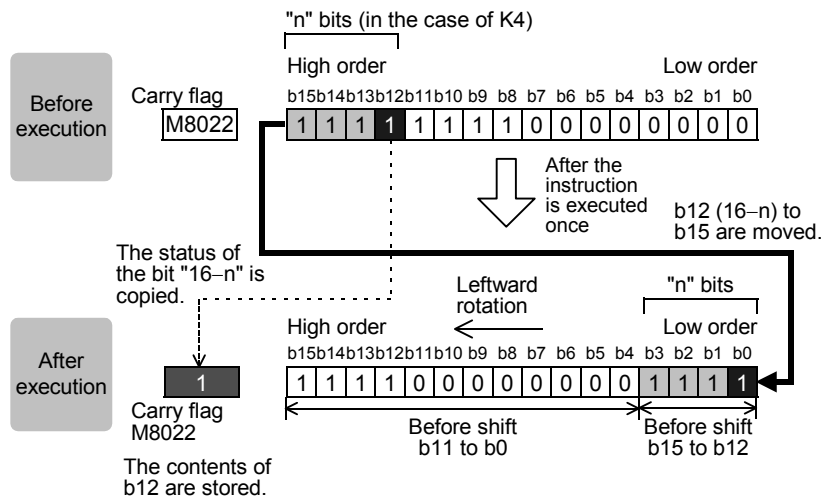 "n" bits (in the case of K4)
High order
Low order
Before
execution
Carry flag
M8022
b15 b14 b13 b12 b11 b10 b9 b8 b7 b6 b5 b4 b3 b2 b1 b0
1 1 1 1 1 1 1 1 0 0 0 0 0 0 0 0
After the
instruction
is executed
once
b12 (16−n) to
b15 are moved.
The status of
the bit "16−n" is
copied.
Leftward
rotation
"n" bits
High order
Low order
After
execution
b15 b14 b13 b12 b11 b10 b9 b8 b7 b6 b5 b4 b3 b2 b1 b0
1
1 1 1 1 0 0 0 0 0 0 0 0 1 1 1 1
Carry flag
M8022
Before shift
b11 to b0
Before shift
b15 to b12
The contents of
b12 are stored.